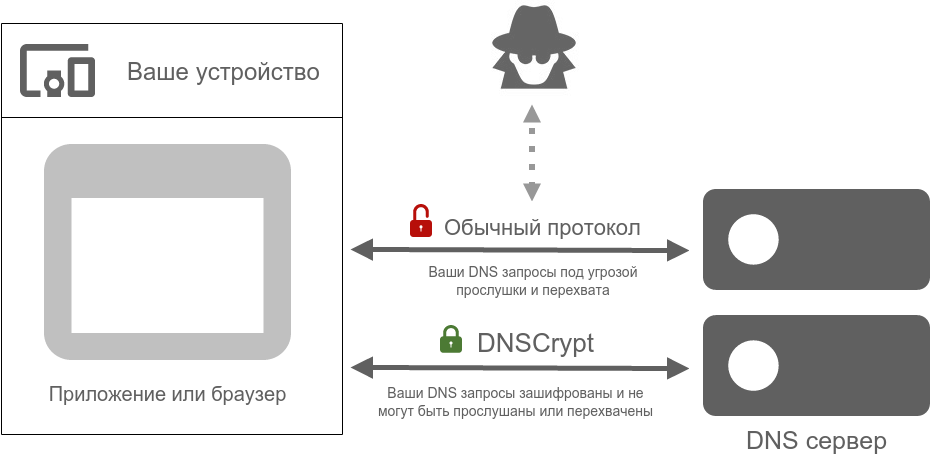 Ваше устройство
Обычный протокол
Ваши DNS запросы под угрозой
прослушки и перехвата
DNSCrypt
Ваши DNS запросы зашифрованы и не
могут быть прослушаны или перехвачены
Приложение или браузер
DNS сервер